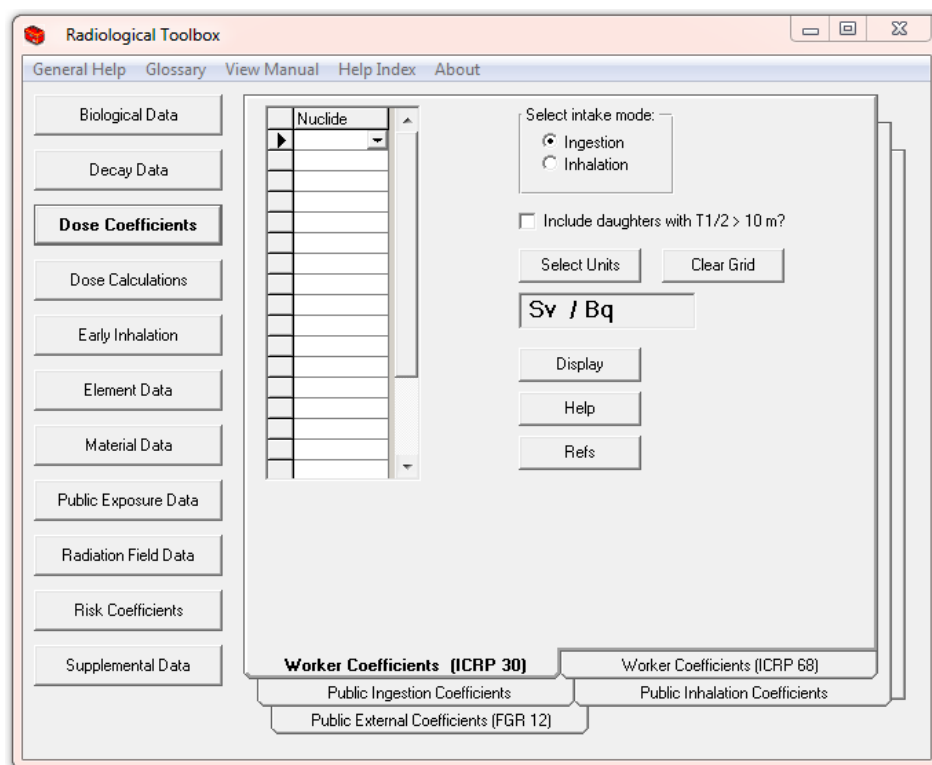 Radiological Toolbox
General Help Glossary View Manual Help Index About
Biological Data
Decay Data
Dose Coefficients
Dose Calculations
Early Inhalation
Element Data
Material Data
Public Exposure Data
Radiation Field Data
Risk Coefficients
Supplemental Data
Nuclide
Select intake mode:
Ingestion
Inhalation
Include daughters with T1/2 > 10 m?
Select Units Clear Grid
Sv / Bq
Display
Help
Refs
Worker Coefficients (ICRP 30) Worker Coefficients (ICRP 68)
Public Ingestion Coefficients Public Inhalation Coefficients
Public External Coefficients (FGR 12)